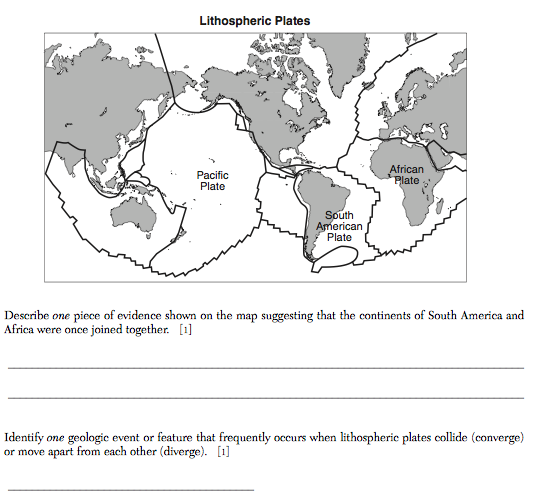 Lithospheric Plates
Pacific
Plate
African
Plate
South
American
Plate
Describe one piece of evidence shown on the map suggesting that the continents of South America and
Africa were once joined together. [1]
Identify one geologic event or feature that frequently occurs when lithospheric plates collide (converge)
or move apart from each other (diverge). [1]